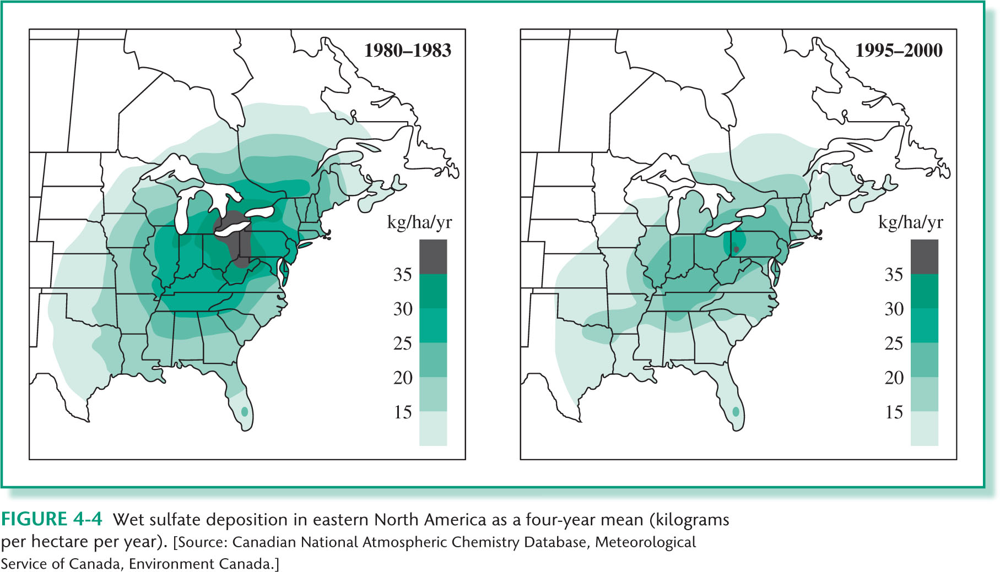 1980–1983
kg/ha/yr
35
30
25
20
15
1995–2000
kg/ha/yr
35
30
25
20
15
FIGURE 4-4 Wet sulfate deposition in eastern North America as a four-year mean (kilograms
per hectare per year). [Source: Canadian National Atmospheric Chemistry Database, Meteorological
Service of Canada, Environment Canada.]